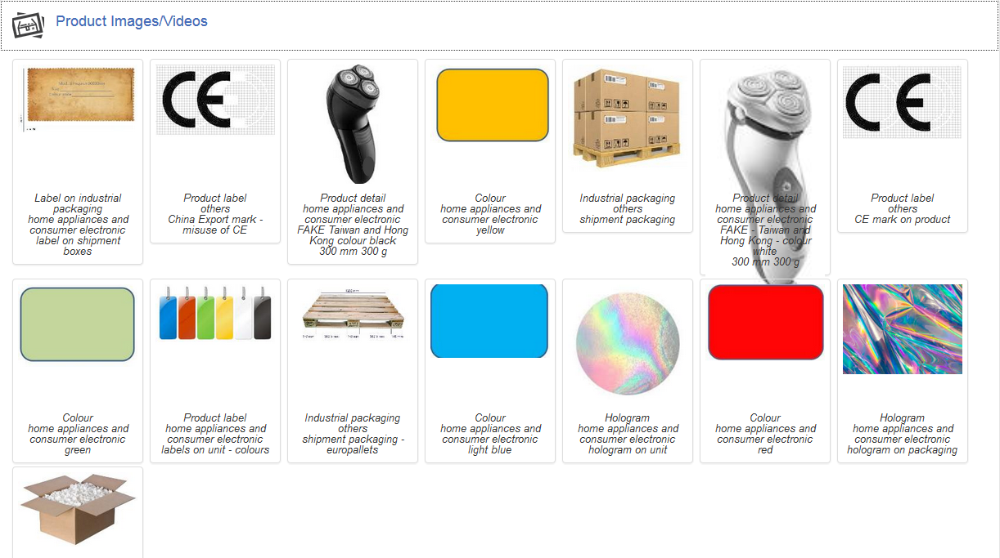 Product Images/Videos
Label on industrial
packaging
home appliances and
consumer electronic
label on shipment
boxes
Product label
others
China Export mark -
misuse of CE
Product detail
home appliances and
consumer electronic
FAKE Taiwan and Hong
Kong colour black
300 mm 300 g
Colour
home appliances and
consumer electronic
yellow
Industrial packaging
others
shipment packaging
Product detail
home appliances and
consumer electronic
FAKE - Taiwan and
Hong Kong - colour
white
300 mm 300 g
CE
Product label
others
CE mark on product
CE
Colour
home appliances and
consumer electronic
green
Product label
home appliances and
consumer electronic
labels on unit - colours
Industrial packaging
others
shipment packaging -
europallets
Colour
home appliances and
consumer electronic
light blue
Hologram
home appliances and
consumer electronic
hologram on unit
Colour
home appliances and
consumer electronic
red
Hologram
home appliances and
consumer electronic
hologram on packaging